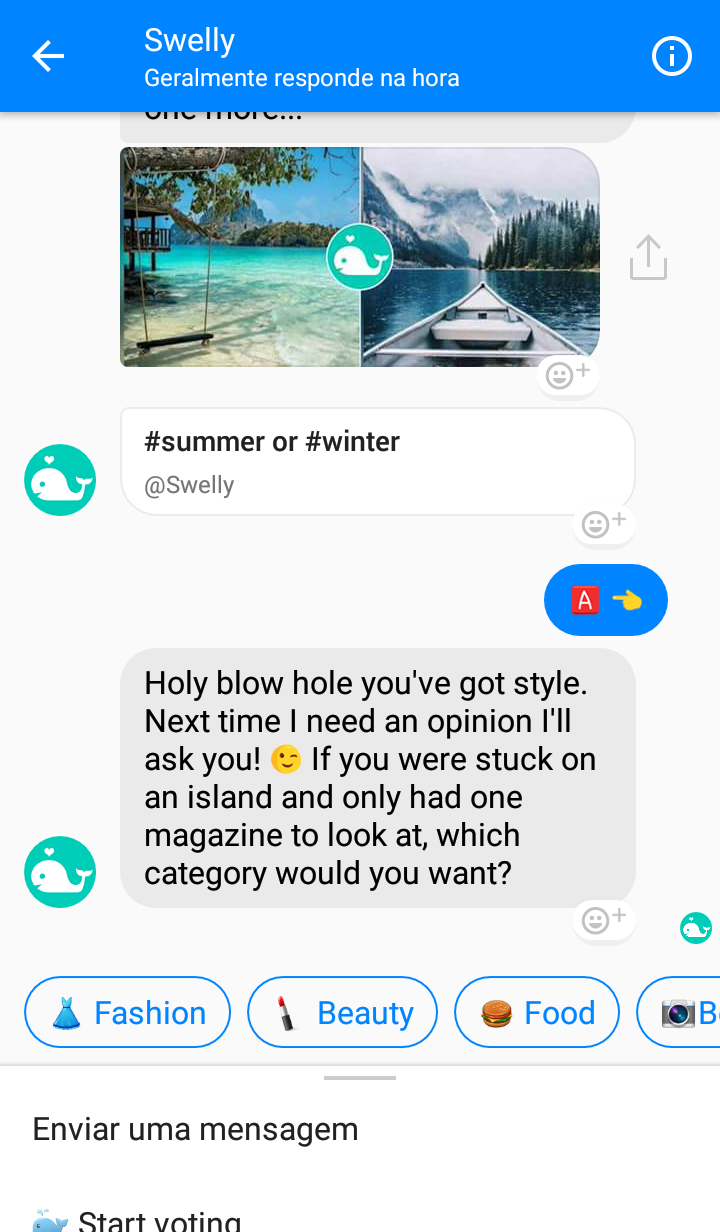 Swelly
Geralmente responde na hora
one more...
#summer or #winter
@Swelly
🅰 👈
Holy blow hole you've got style.
Next time I need an opinion I'll
ask you! 😉 If you were stuck on
an island and only had one
magazine to look at, which
category would you want?
👗 Fashion
💄 Beauty
🍔 Food
📷 B
Enviar uma mensagem
🐳 Start voting